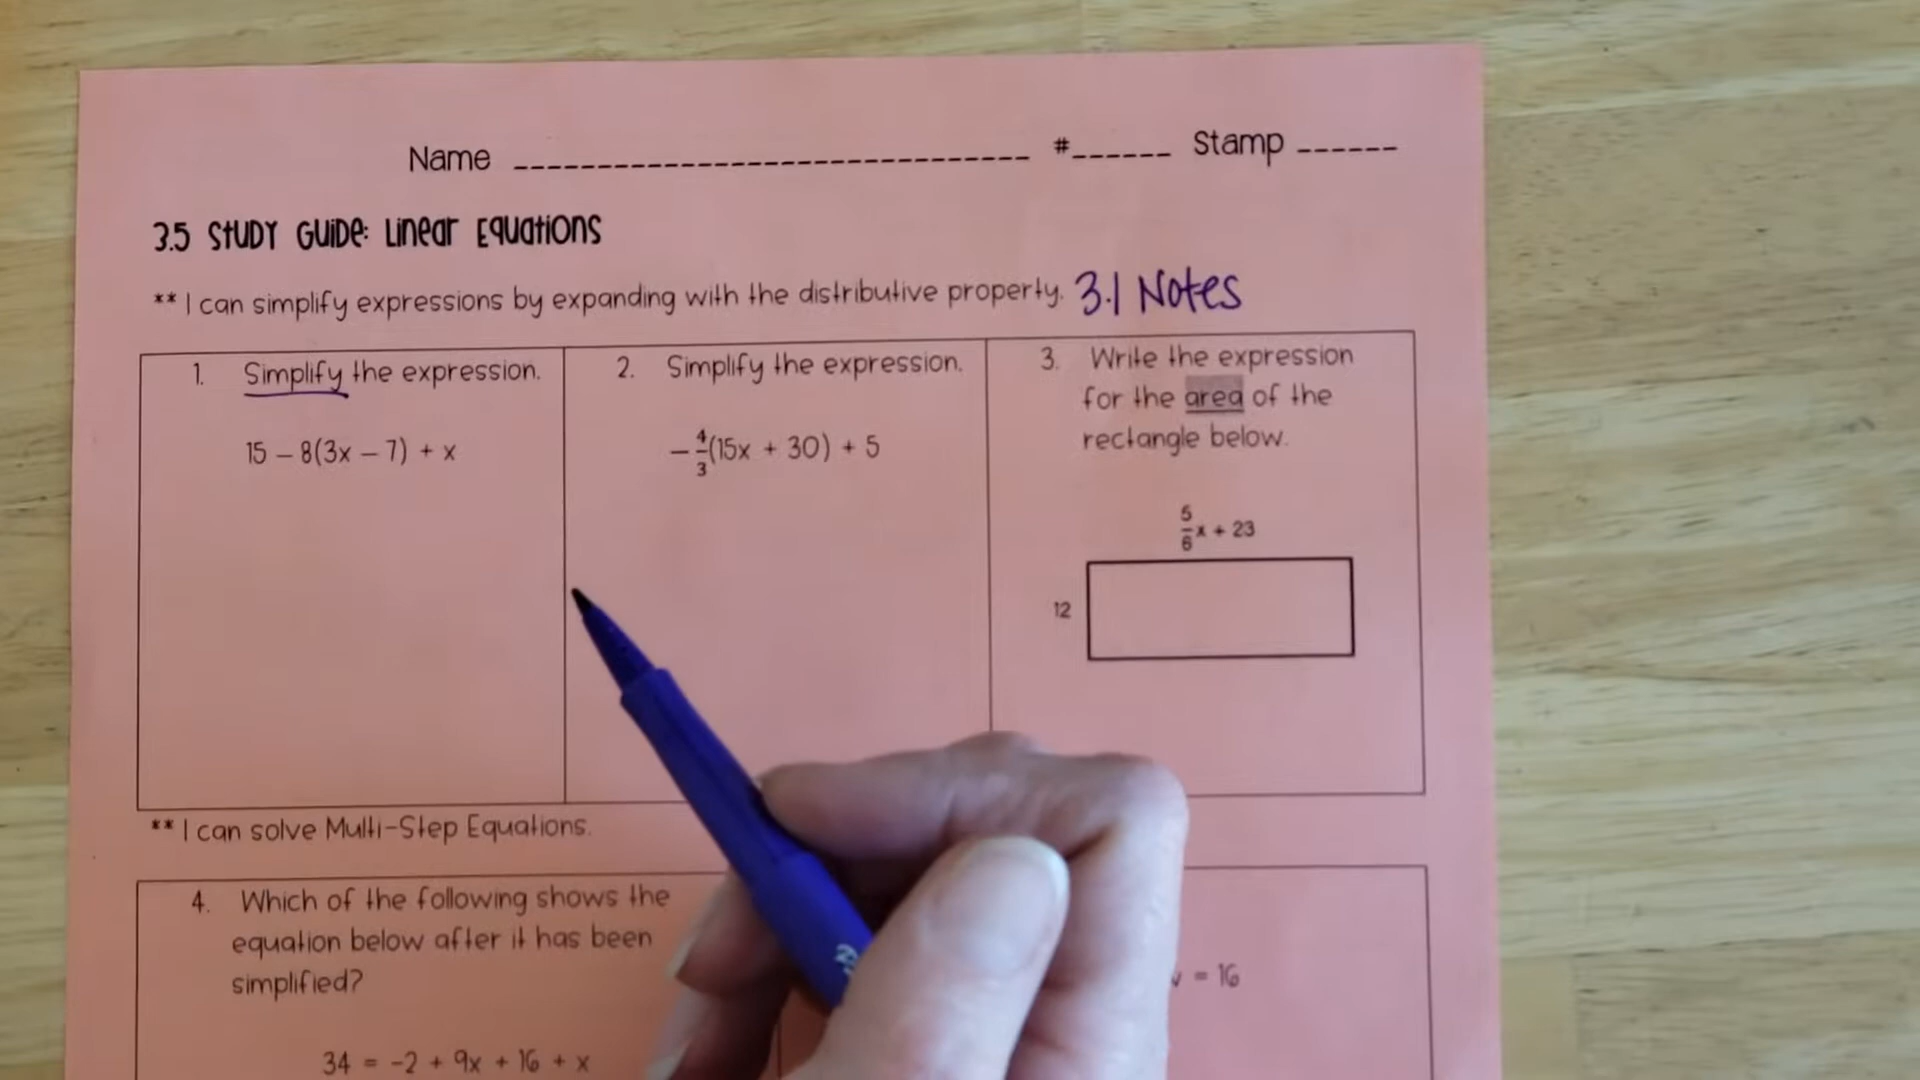 Name ______________________________ #______ Stamp ______
3.5 Study Guide: Linear Equations
** I can simplify expressions by expanding with the distributive property. 3.1 Notes
1. Simplify the expression.
15 – 8(3x – 7) + x
2. Simplify the expression.
–4/3(15x + 30) + 5
3. Write the expression
for the area of the
rectangle below.
5/6x + 23
12
** I can solve Multi-Step Equations.
4. Which of the following shows the
equation below after it has been
simplified?
34 = -2 + 9x + 16 + x
= 16